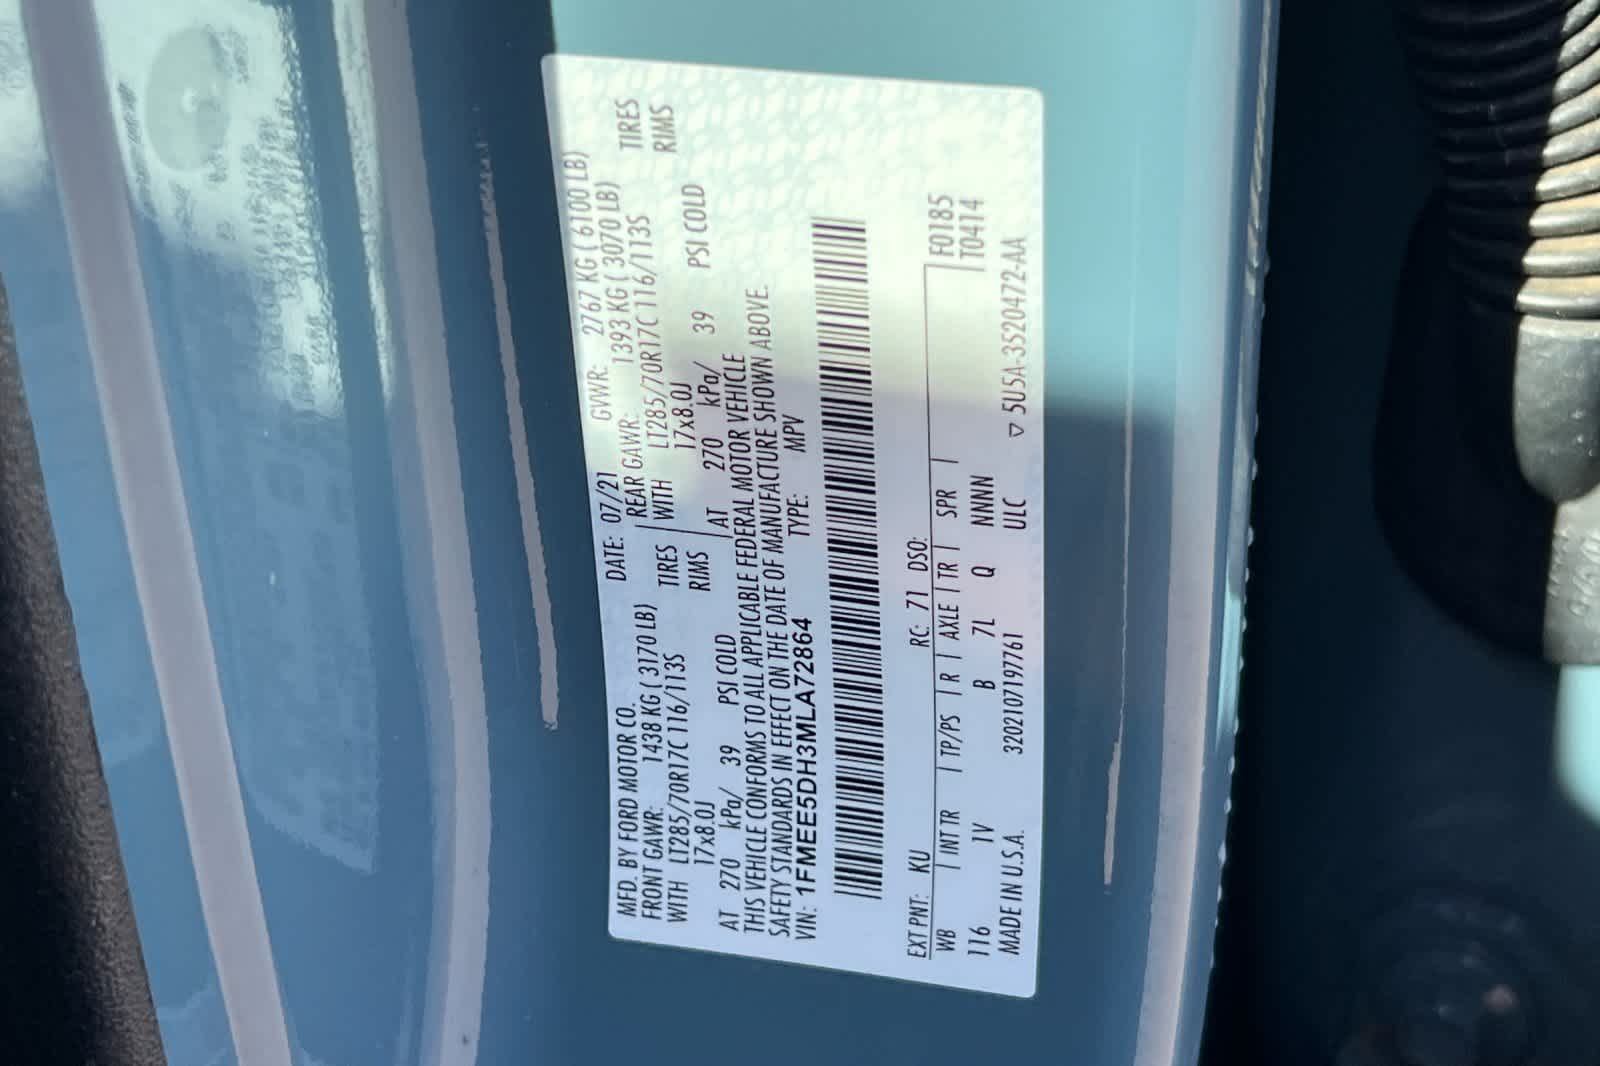 MFD. BY FORD MOTOR CO.
DATE: 07/21 GVWR: 2767 KG ( 6100 LB)
FRONT GAWR: 1438 KG ( 3170 LB) REAR GAWR: 1393 KG ( 3070 LB)
WITH LT285/70R17C 116/113S TIRES WITH LT285/70R17C 116/113S TIRES
17x8.0J RIMS 17x8.0J RIMS
AT 270 kPa/ 39 PSI COLD AT 270 kPa/ 39 PSI COLD
THIS VEHICLE CONFORMS TO ALL APPLICABLE FEDERAL MOTOR VEHICLE
SAFETY STANDARDS IN EFFECT ON THE DATE OF MANUFACTURE SHOWN ABOVE.
VIN: 1FMEE5DH3MLA72864 TYPE: MPV
EXT PNT: KU RC: 71 DSO: F0185
WB INT TR TP/PS R AXLE TR SPR T0414
116 1V B 7L Q NNNN
MADE IN U.S.A. 320210719​7761 ULC ▽ 5U5A-3520472-AA